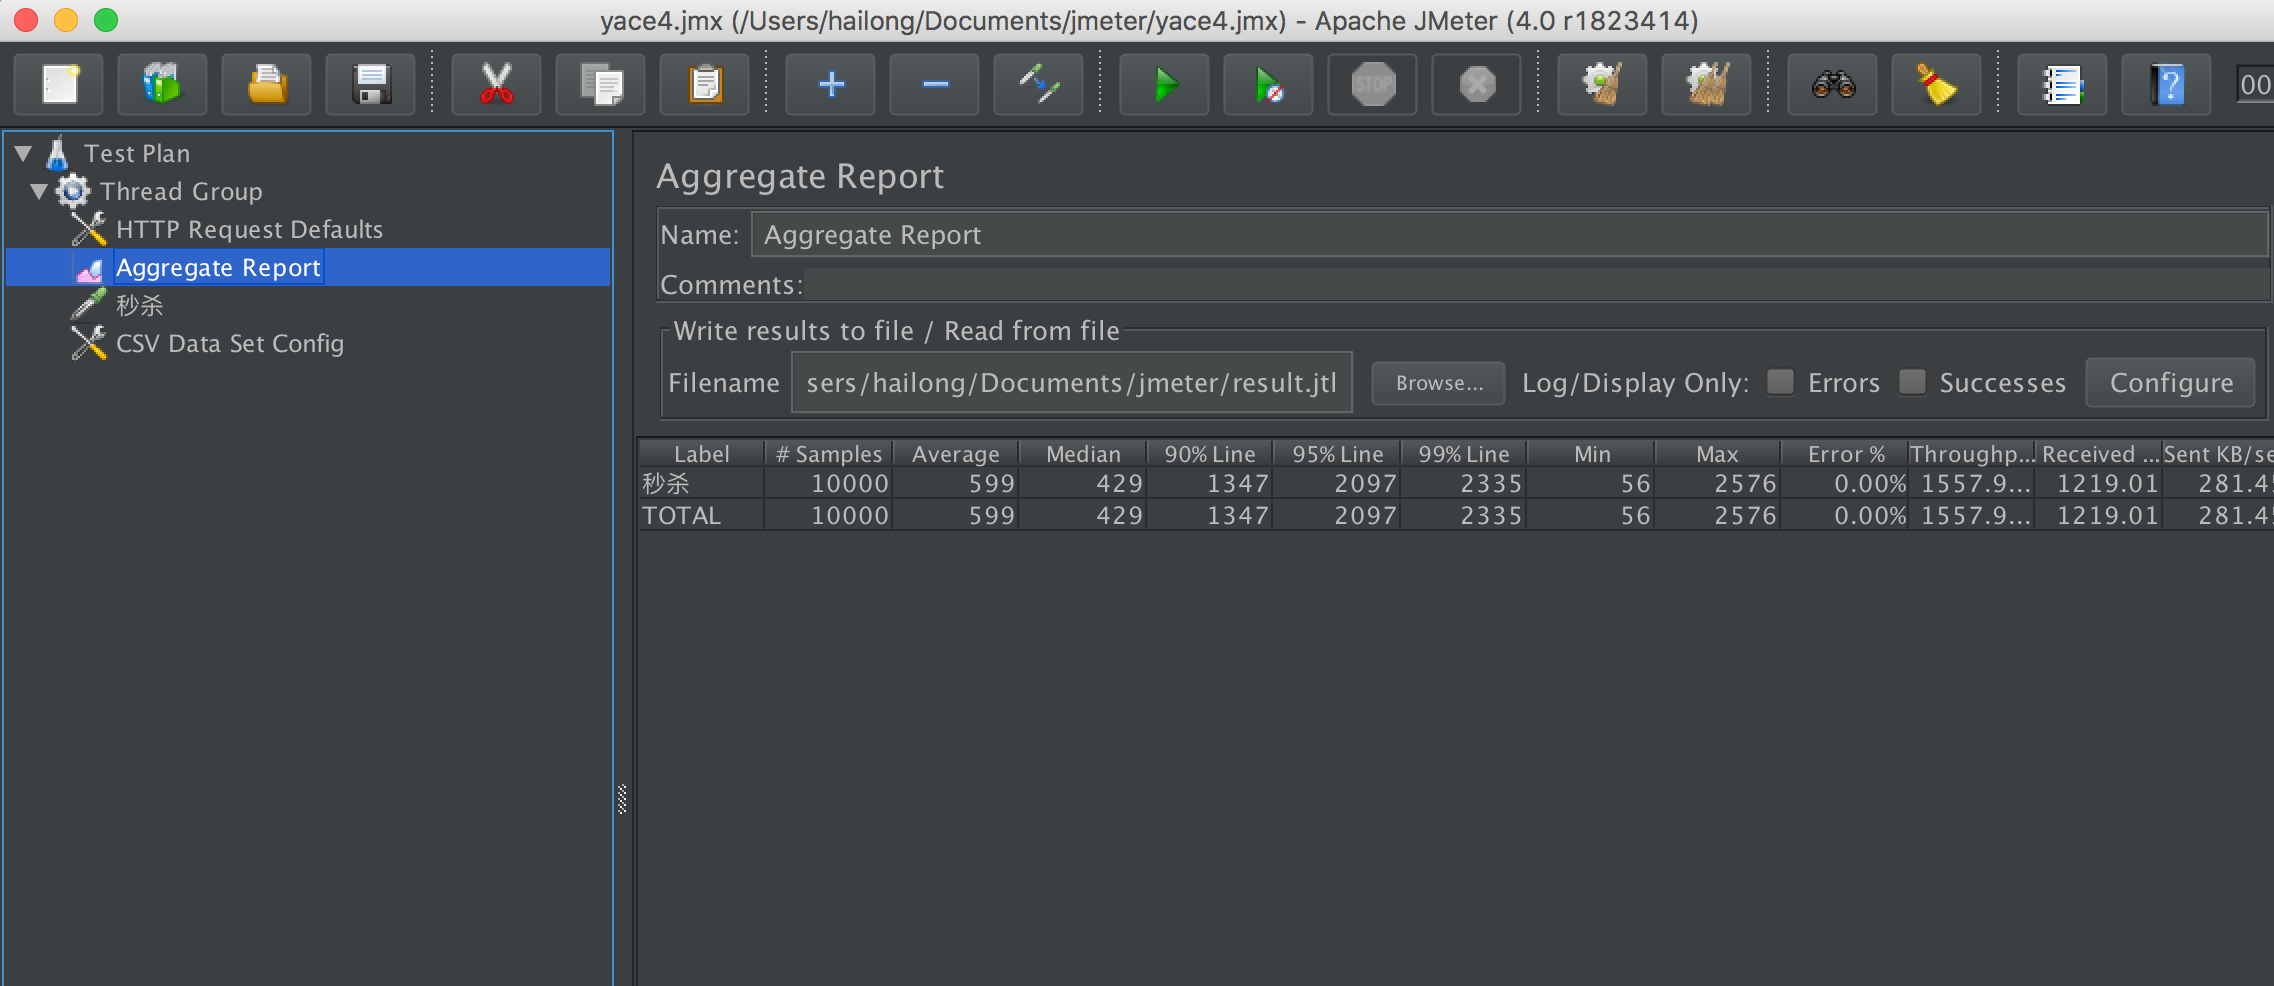 yace4.jmx (/Users/hailong/Documents/jmeter/yace4.jmx) - Apache JMeter (4.0 r1823414)
STOP
00
Test Plan
Thread Group
HTTP Request Defaults
Aggregate Report
秒杀
CSV Data Set Config
Aggregate Report
Name: Aggregate Report
Comments:
Write results to file / Read from file
Filename sers/hailong/Documents/jmeter/result.jtl Browse... Log/Display Only: Errors Successes Configure
Label # Samples Average Median 90% Line 95% Line 99% Line Min Max Error % Throughp... Received ... Sent KB/se
秒杀 10000 599 429 1347 2097 2335 56 2576 0.00% 1557.9... 1219.01 281.45
TOTAL 10000 599 429 1347 2097 2335 56 2576 0.00% 1557.9... 1219.01 281.45